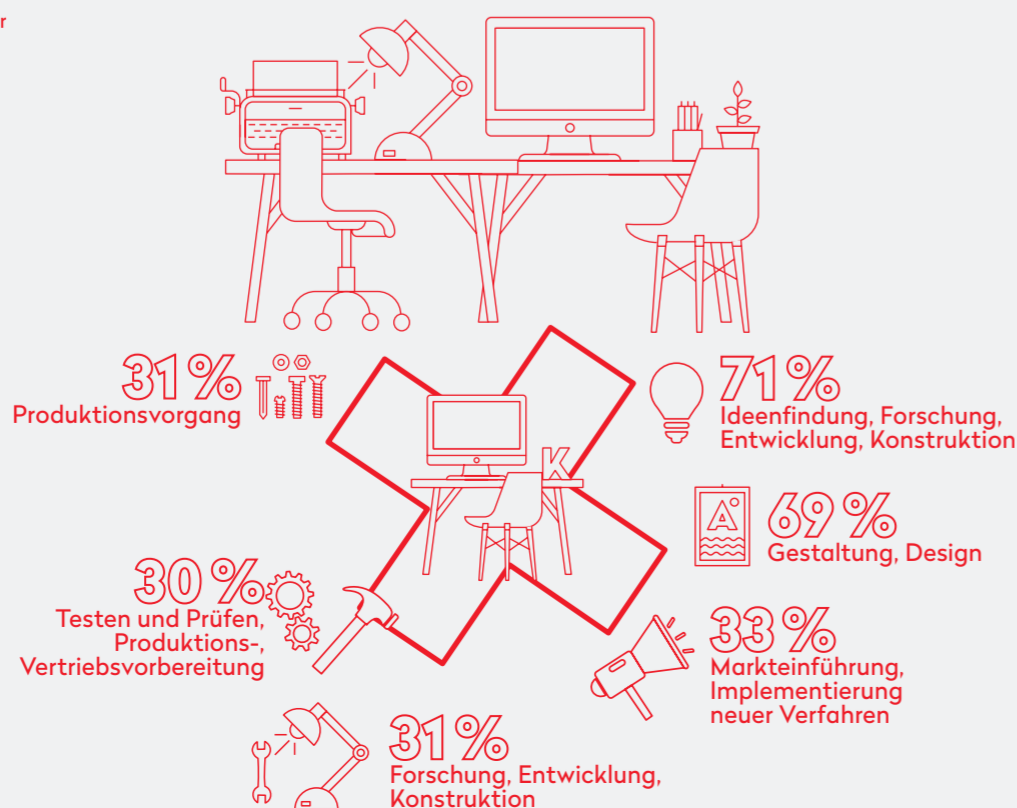 r
31%
Produktionsvorgang
71%
Ideenfindung, Forschung,
Entwicklung, Konstruktion
K
A
69%
Gestaltung, Design
30%
Testen und Prüfen,
Produktions-,
Vertriebsvorbereitung
33%
Markteinführung,
Implementierung
neuer Verfahren
31%
Forschung, Entwicklung,
Konstruktion